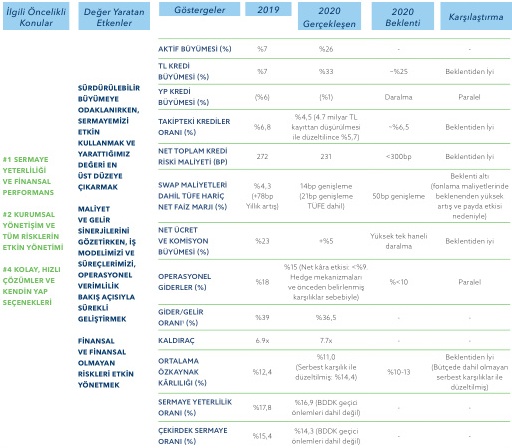 İlgili Öncelikli
Konular
Değer Yaratan
Etkenler
Göstergeler
2019
2020
Gerçekleşen
2020
Beklenti
Karşılaştırma
#1 SERMAYE
YETERLİLİĞİ
VE FİNANSAL
PERFORMANS
#2 KURUMSAL
YÖNETİŞİM VE
TÜM RİSKLERİN
ETKİN YÖNETİMİ
#4 KOLAY, HIZLI
ÇÖZÜMLER VE
KENDİN YAP
SEÇENEKLERİ
SÜRDÜRÜLEBİLİR
BÜYÜMEYE
ODAKLANIRKEN,
SERMAYEMİZİ
ETKİN
KULLANMAK VE
YARATTIĞIMIZ
DEĞERİ EN
ÜST DÜZEYE
ÇIKARMAK
MALİYET
VE GELİR
SİNERJİLERİNİ
GÖZETİRKEN, İŞ
MODELİMİZİ VE
SÜREÇLERİMİZİ,
OPERASYONEL
VERİMLİLİK
BAKIŞ AÇISIYLA
SÜREKLİ
GELİŞTİRMEK
FİNANSAL
VE FİNANSAL
OLMAYAN
RİSKLERİ ETKİN
YÖNETMEK
AKTİF BÜYÜMESİ (%)
%7
%26
-
-
TL KREDİ
BÜYÜMESİ (%)
%7
%33
~%25
Beklentiden İyi
YP KREDİ
BÜYÜMESİ (%)
(%6)
(%1)
Daralma
Paralel
TAKİPTEKİ KREDİLER
ORANI (%)
%6,8
%4,5 (4.7 milyar TL
kayıttan düşürülmesi
ile düzeltilince %5,7)
~%6,5
Beklentiden İyi
NET TOPLAM KREDİ
RİSKİ MALİYETİ (BP)
272
231
<300bp
Beklentiden İyi
SWAP MALİYETLERİ
DAHİL TÜFE HARİÇ
NET FAİZ MARJI (%)
%4,3
(+78bp
Yıllık artış)
14bp genişleme
(21bp genişleme
TÜFE dahil)
50bp genişleme
Beklenti altı
(fonlama maliyetlerinde
beklenenden yüksek
artış ve payda etkisi
nedeniyle)
NET ÜCRET
VE KOMİSYON
BÜYÜMESİ (%)
%23
+%5
Yüksek tek haneli
daralma
Beklentiden İyi
OPERASYONEL
GİDERLER (%)
%18
%15 (Net kâra etkisi: <%9
Hedge mekanizmaları
ve önceden belirlenmiş
karşılıklar sebebiyle)
%<10
Paralel
GİDER/GELİR
ORANI¹ (%)
%39
%36,5
-
-
KALDIRAÇ
6.9x
7.7x
-
-
ORTALAMA
ÖZKAYNAK
KÂRLILIĞI (%)
%12,4
%11,0
(Serbest karşılık ile
düzeltilmiş: %14,4)
%10-13
Beklentiden İyi
(Bütçede dahil olmayan
serbest karşılıklar ile
düzeltilmiş)
SERMAYE YETERLİLİK
ORANI (%)
%17,8
%16,9 (BDDK geçici
önlemleri dahil değil)
-
-
ÇEKİRDEK SERMAYE
ORANI (%)
%15,4
%14,3 (BDDK geçici
önlemleri dahil değil)
-
-